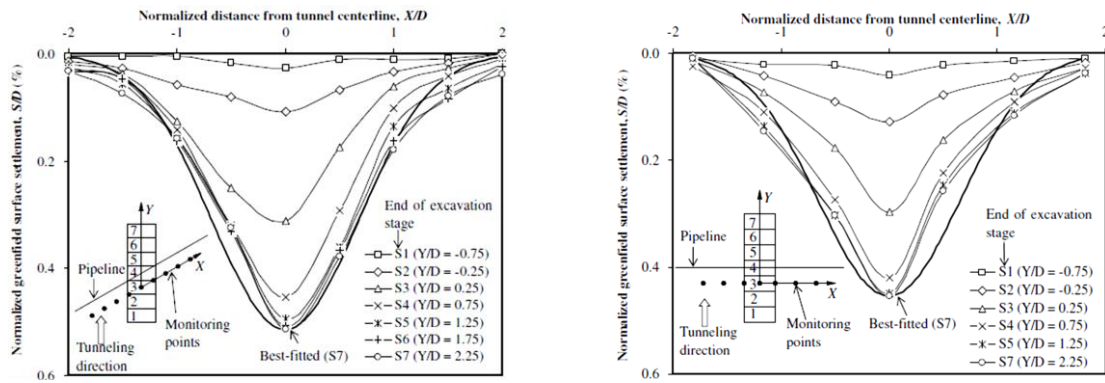 Normalized distance from tunnel centerline, X/D
-2 -1 0 1 2
Normalized greenfield surface settlement, S/D (%)
0.0
0.2
0.4
0.6
Y
7
6
5
4
3
2
1
X
Pipeline
Monitoring
points
Tunneling
direction
Best-fitted (S7)
End of excavation
stage
S1 (Y/D = -0.75)
S2 (Y/D = -0.25)
S3 (Y/D = 0.25)
S4 (Y/D = 0.75)
S5 (Y/D = 1.25)
S6 (Y/D = 1.75)
S7 (Y/D = 2.25)
Normalized distance from tunnel centerline, X/D
-2 -1 0 1 2
Normalized greenfield surface settlement, S/D (%)
0.0
0.2
0.4
0.6
Y
7
6
5
4
3
2
1
X
Pipeline
Tunneling
direction
Monitoring
points
Best-fitted (S7)
End of excavation
stage
S1 (Y/D = -0.75)
S2 (Y/D = -0.25)
S3 (Y/D = 0.25)
S4 (Y/D = 0.75)
S5 (Y/D = 1.25)
S7 (Y/D = 2.25)